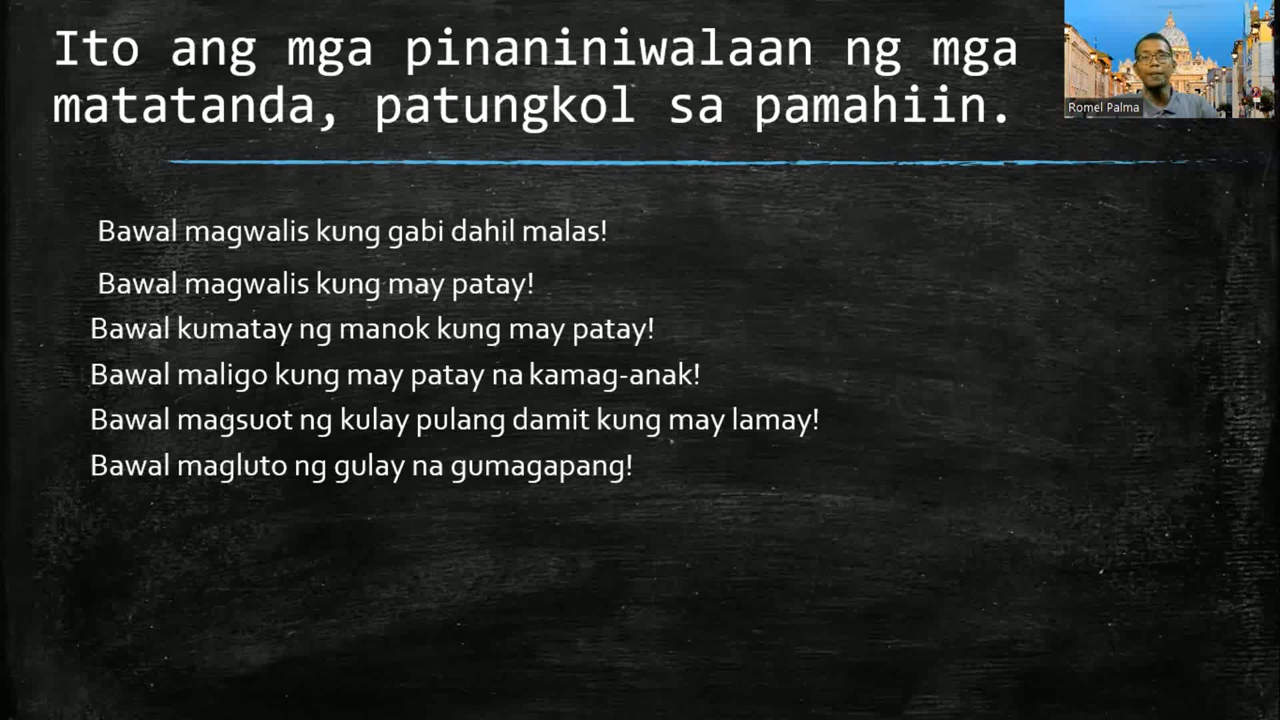 Ito ang mga pinaniniwalaan ng mga
matatanda, patungkol sa pamahiin.
Romel Palma
Bawal magwalis kung gabi dahil malas!
Bawal magwalis kung may patay!
Bawal kumatay ng manok kung may patay!
Bawal maligo kung may patay na kamag-anak!
Bawal magsuot ng kulay pulang damit kung may lamay!
Bawal magluto ng gulay na gumagapang!